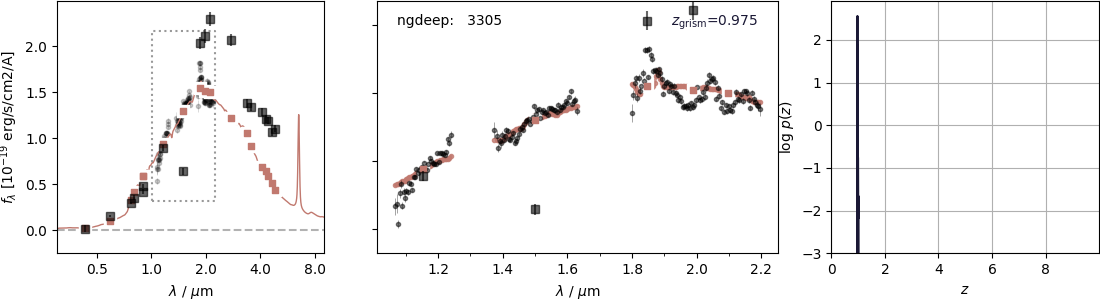 ngdeep: 3305
z_grism=0.975
f_λ [10^−19 erg/s/cm2/A]
2.0
1.5
1.0
0.5
0.0
0.5 1.0 2.0 4.0 8.0
λ / μm
1.2 1.4 1.6 1.8 2.0 2.2
λ / μm
log p(z)
2
1
0
−1
−2
−3
0 2 4 6 8
z